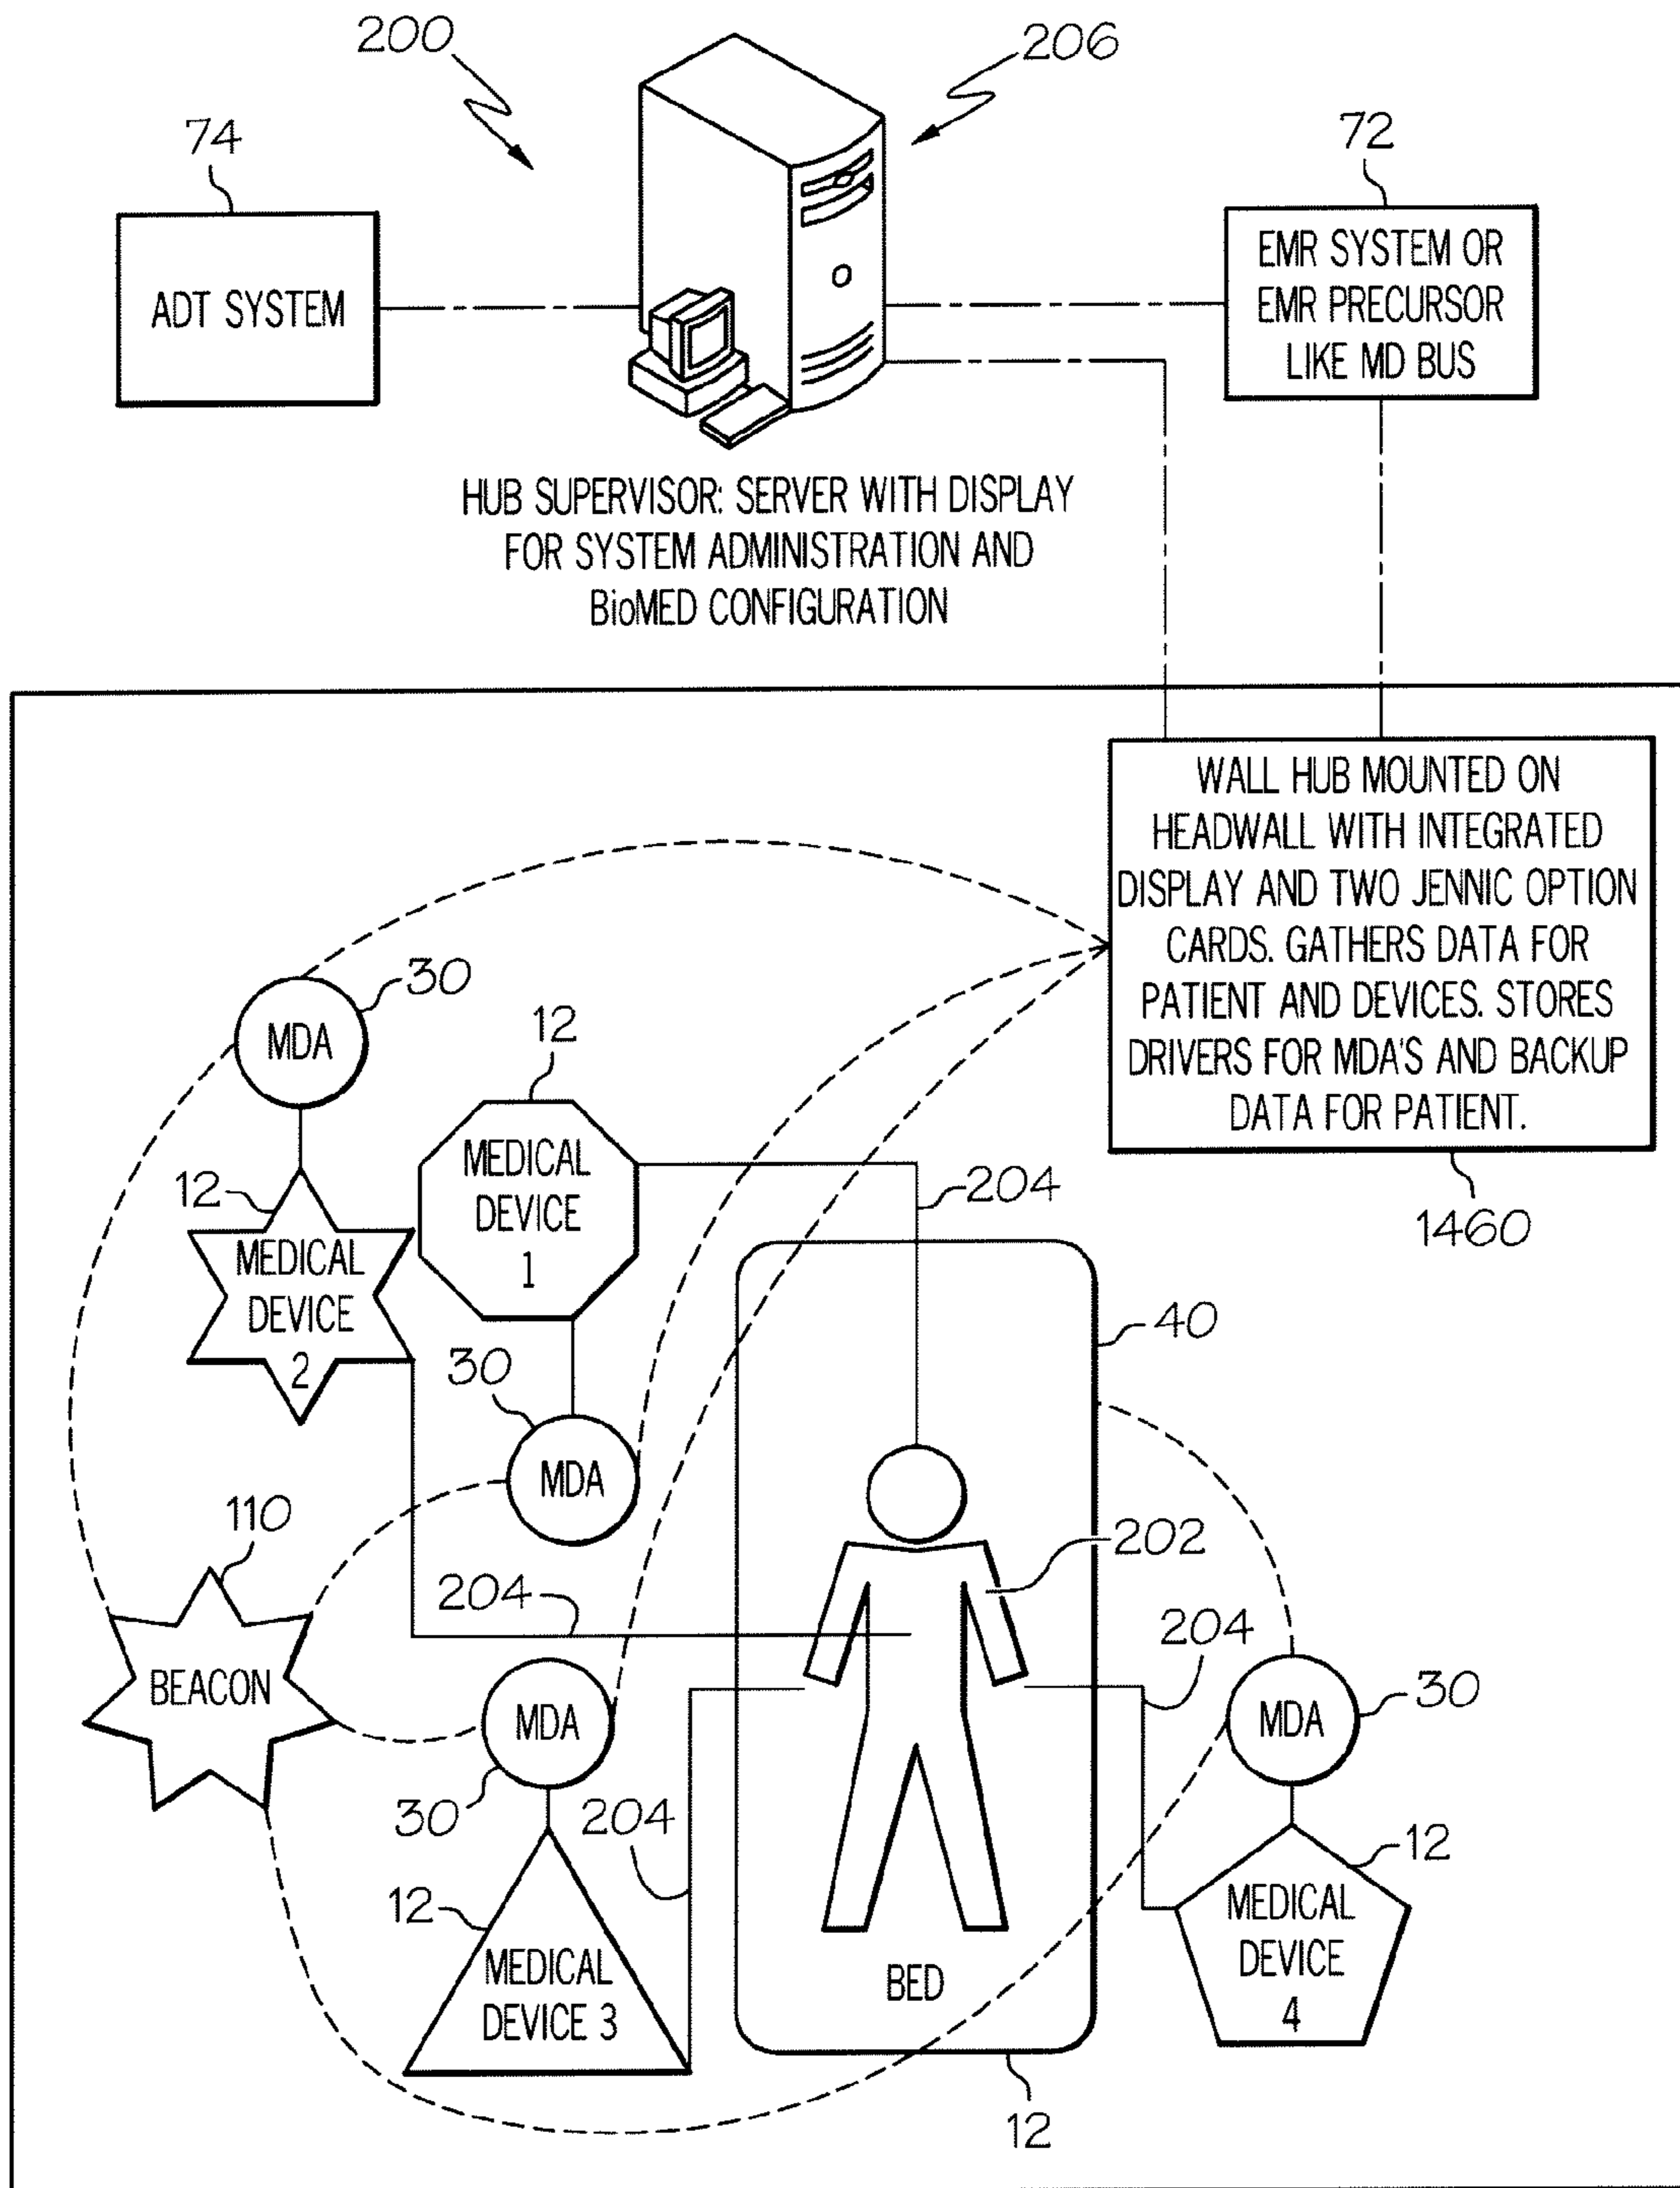 200
206
74
72
ADT SYSTEM
EMR SYSTEM OR
EMR PRECURSOR
LIKE MD BUS
HUB SUPERVISOR: SERVER WITH DISPLAY
FOR SYSTEM ADMINISTRATION AND
BioMED CONFIGURATION
WALL HUB MOUNTED ON
HEADWALL WITH INTEGRATED
DISPLAY AND TWO JENNIC OPTION
CARDS. GATHERS DATA FOR
PATIENT AND DEVICES. STORES
DRIVERS FOR MDA'S AND BACKUP
DATA FOR PATIENT.
1460
30
MDA
12
MEDICAL
DEVICE
1
204
12
MEDICAL
DEVICE
2
40
30
MDA
110
BEACON
202
204
204
MDA
30
MDA
30
204
12
MEDICAL
DEVICE 3
BED
12
MEDICAL
DEVICE
4
12